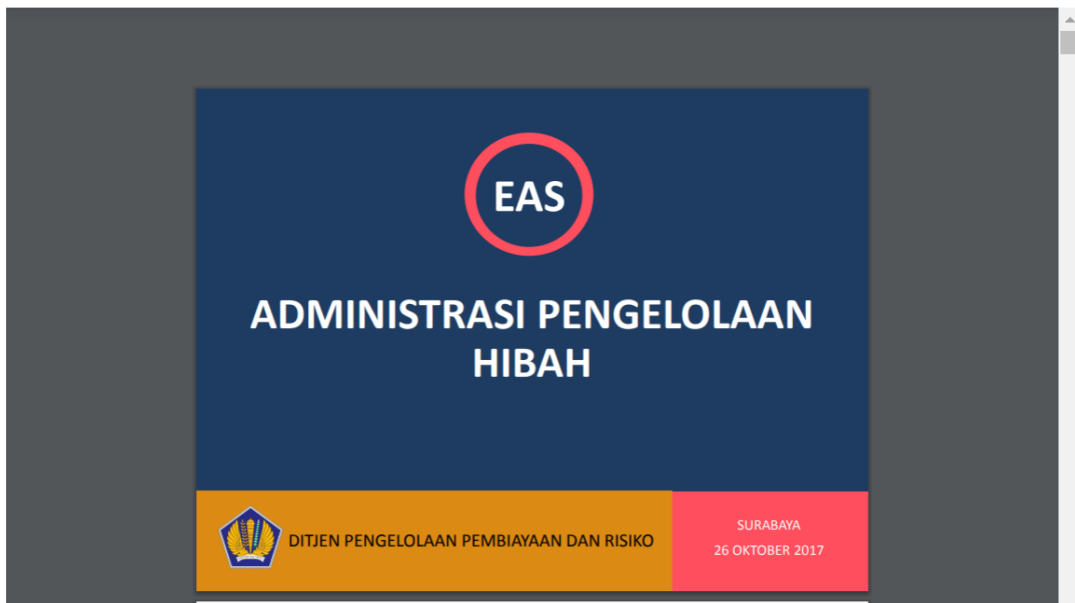 EAS
ADMINISTRASI PENGELOLAAN
HIBAH
DITJEN PENGELOLAAN PEMBIAYAAN DAN RISIKO
SURABAYA
26 OKTOBER 2017